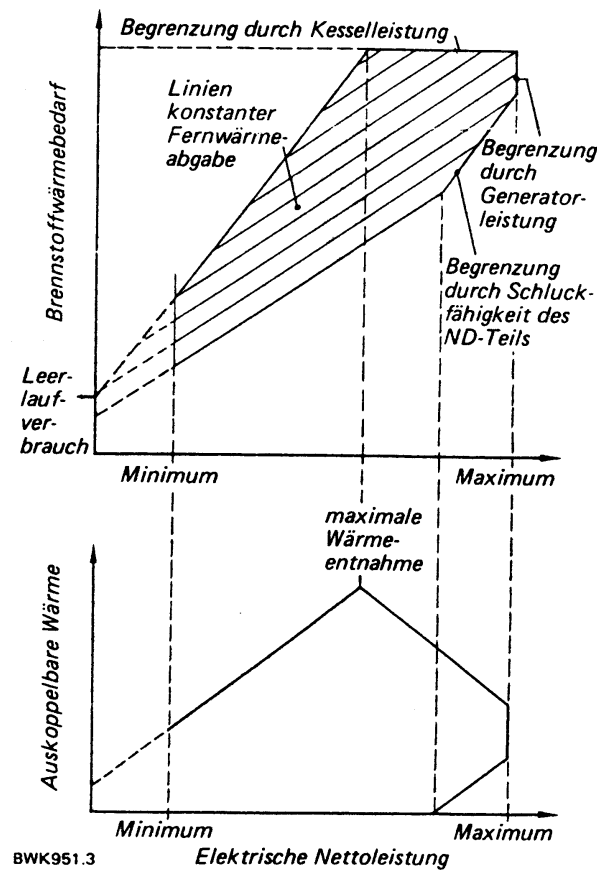 Begrenzung durch Kesselleistung
Brennstoffwärmebedarf
Linien
konstanter
Fernwärme-
abgabe
Begrenzung
durch
Generator-
leistung
Begrenzung
durch Schluck-
fähigkeit des
ND-Teils
Leer-
lauf-
ver-
brauch
Minimum
Maximum
maximale
Wärme-
entnahme
Auskoppelbare Wärme
Minimum
Maximum
BWK951.3
Elektrische Nettoleistung